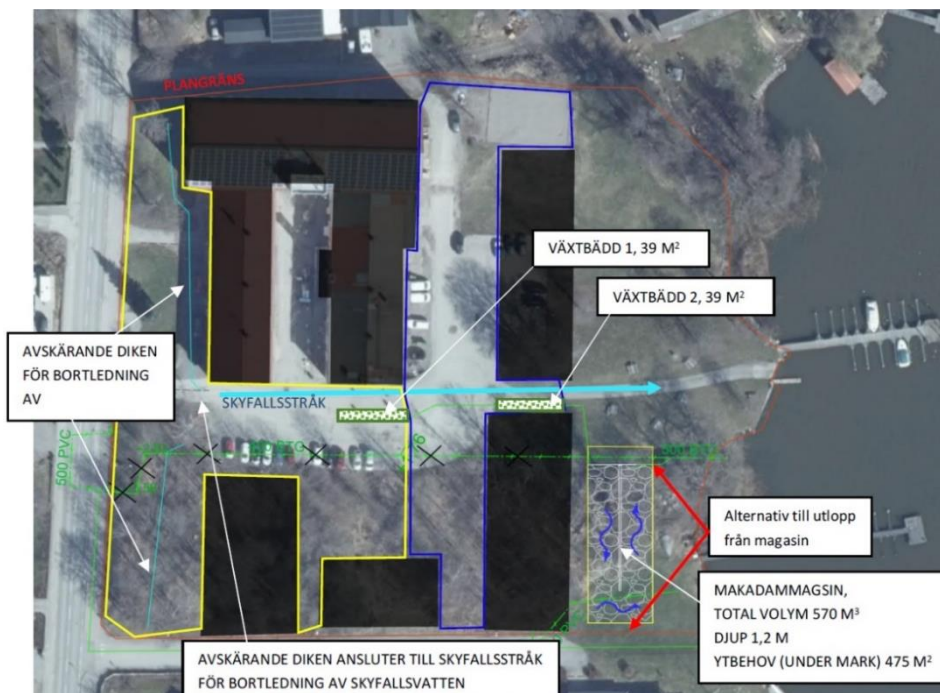 PLANGRÄNS
VÄXTBÄDD 1, 39 M²
VÄXTBÄDD 2, 39 M²
AVSKÄRANDE DIKEN
FÖR BORTLEDNING
AV
SKYFALLSSTRÅK
500 PVC
500 BTG
Alternativ till utlopp
från magasin
MAKADAMMAGSIN,
TOTAL VOLYM 570 M³
DJUP 1,2 M
YTBEHOV (UNDER MARK) 475 M²
AVSKÄRANDE DIKEN ANSLUTER TILL SKYFALLSSTRÅK
FÖR BORTLEDNING AV SKYFALLSVATTEN